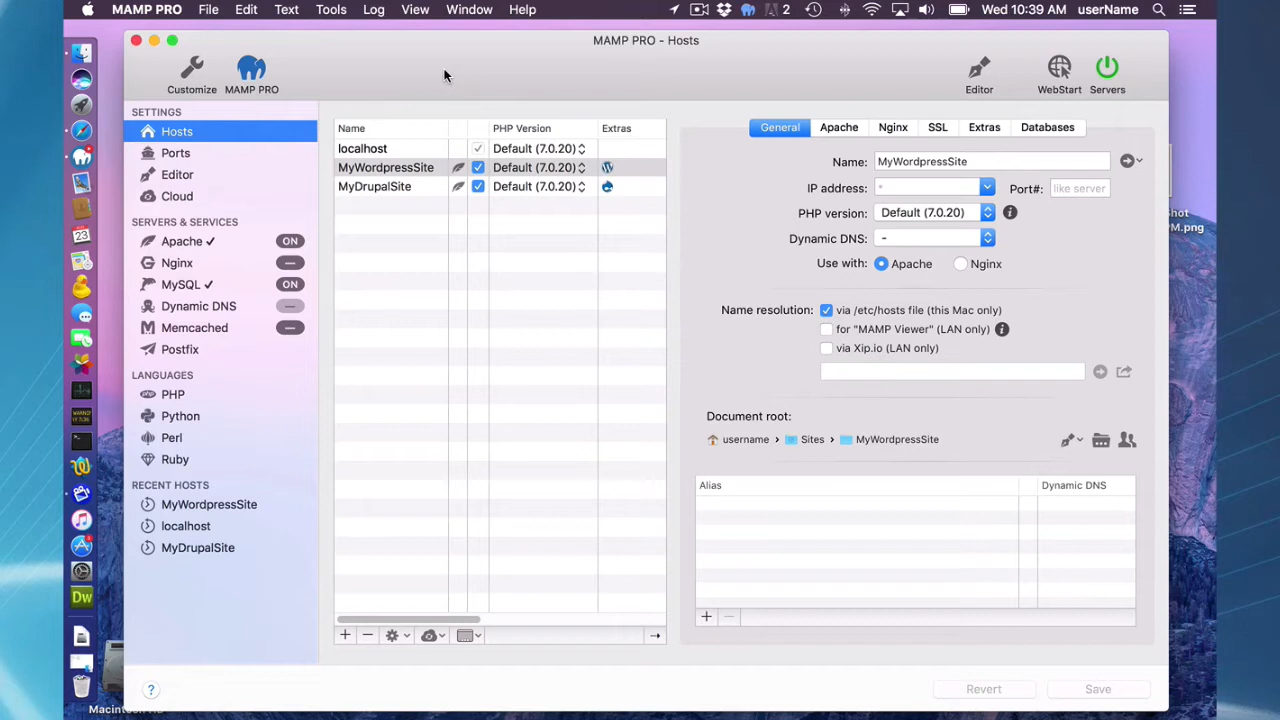 MAMP PRO File Edit Text Tools Log View Window Help 2 Wed 10:39 AM userName
MAMP PRO - Hosts
Customize MAMP PRO Editor WebStart Servers
SETTINGS
Hosts
Ports
Editor
Cloud
SERVERS & SERVICES
Apache ✓ ON
Nginx —
MySQL ✓ ON
Dynamic DNS —
Memcached —
Postfix
LANGUAGES
php PHP
Python
Perl
Ruby
RECENT HOSTS
MyWordpressSite
localhost
MyDrupalSite
Name PHP Version Extras
localhost Default (7.0.20)
MyWordpressSite Default (7.0.20)
MyDrupalSite Default (7.0.20)
General Apache Nginx SSL Extras Databases
Name: MyWordpressSite
IP address: * Port#: like server
PHP version: Default (7.0.20)
Dynamic DNS: -
Use with: Apache Nginx
Name resolution: via /etc/hosts file (this Mac only)
for "MAMP Viewer" (LAN only)
via Xip.io (LAN only)
Document root:
username › Sites › MyWordpressSite
Alias Dynamic DNS
? Revert Save
23
Dw